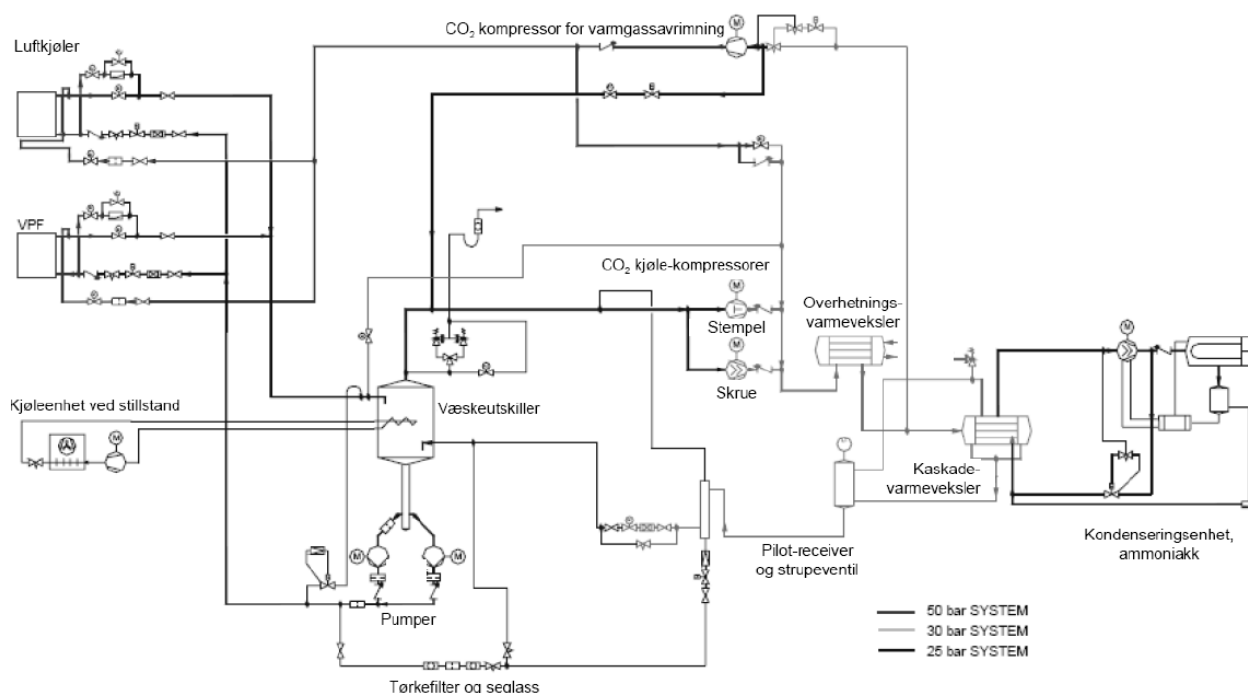 CO₂ kompressor for varmgassavrimning
Luftkjøler
VPF
CO₂ kjøle-kompressorer
Stempel
Overhetnings-
varmeveksler
Skrue
Væskeutskiller
Kjøleenhet ved stillstand
Kaskade-
varmeveksler
Kondenseringsenhet,
ammoniakk
Pilot-receiver
og strupeventil
Pumper
Tørkefilter og seglass
50 bar SYSTEM
30 bar SYSTEM
25 bar SYSTEM
M
M
M
M
M
M
M